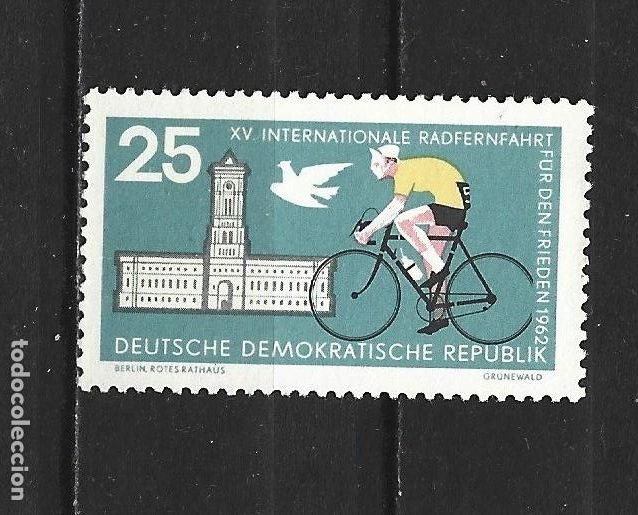 25
XV. INTERNATIONALE RADFERNFAHRT
FÜR DEN FRIEDEN 1962
DEUTSCHE DEMOKRATISCHE REPUBLIK
BERLIN, ROTES RATHAUS
GRÜNEWALD
todocoleccion